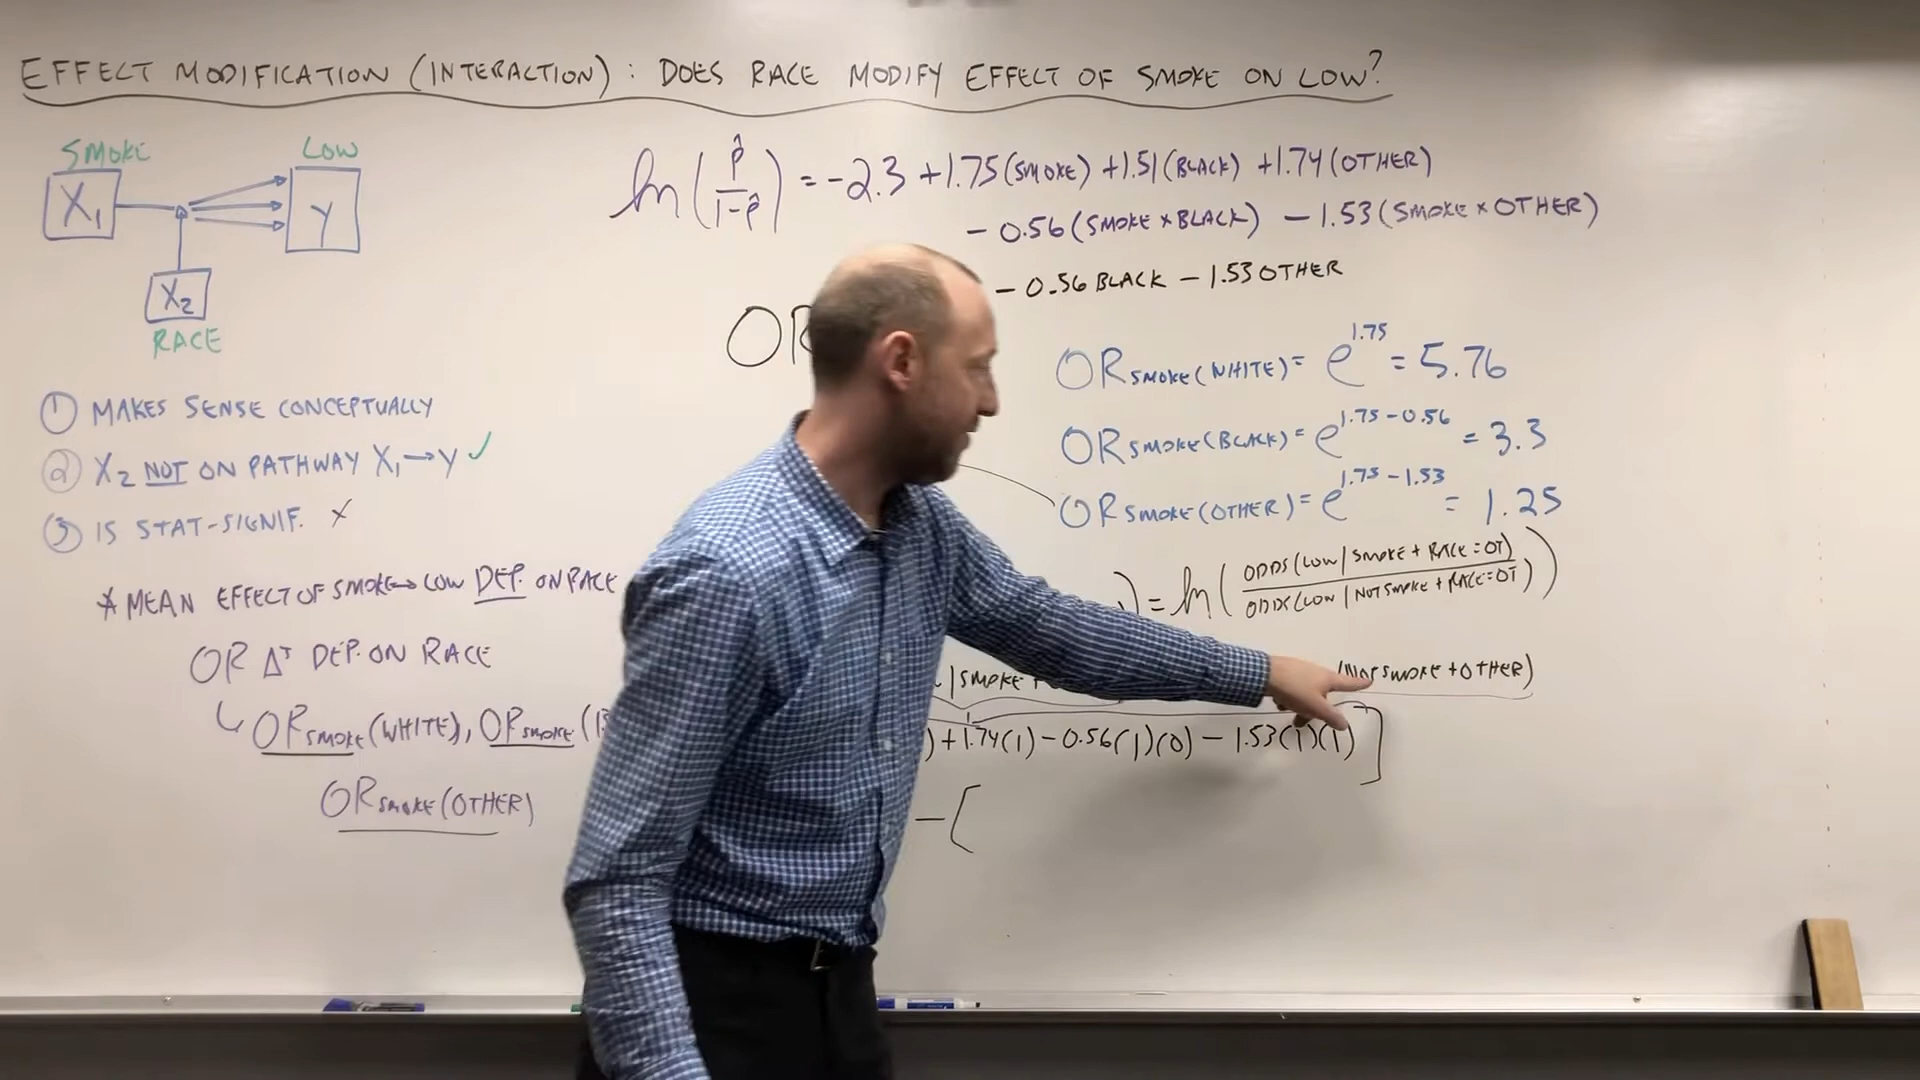 EFFECT MODIFICATION (INTERACTION) : DOES RACE MODIFY EFFECT OF SMOKE ON LOW?
SMOKE
LOW
X₁
Y
X₂
RACE
ln(p̂/1-p̂) = -2.3 + 1.75(SMOKE) + 1.51(BLACK) + 1.74(OTHER)
- 0.56(SMOKE × BLACK) - 1.53(SMOKE × OTHER)
- 0.56 BLACK - 1.53 OTHER
OR
OR SMOKE(WHITE) = e^1.75 = 5.76
OR SMOKE(BLACK) = e^1.75 - 0.56 = 3.3
OR SMOKE(OTHER) = e^1.75 - 1.53 = 1.25
① MAKES SENSE CONCEPTUALLY
② X₂ NOT ON PATHWAY X₁→Y ✓
③ IS STAT-SIGNIF. X
* MEAN EFFECT OF SMOKE→LOW DEP. ON RACE
OR Δˢ DEP. ON RACE
↳ OR SMOKE(WHITE), OR SMOKE (
OR SMOKE(OTHER)
) = ln(ODDS(LOW | SMOKE + RACE=OT) / ODDS(LOW | NOT SMOKE + RACE=OT))
| SMOKE +
(NOT SMOKE + OTHER)
) + 1.74(1) - 0.56(1)(0) - 1.53(1)(1)]
- [